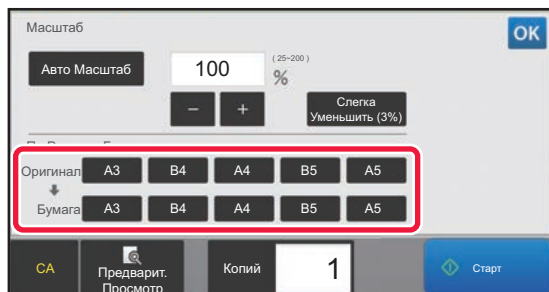 Масштаб
OK
Авто Масштаб
100
(25~200)
%
−
+
Слегка
Уменьшить (3%)
Оригинал
A3
B4
A4
B5
A5
Бумага
A3
B4
A4
B5
A5
CA
Предварит.
Просмотр
Копий
1
Старт